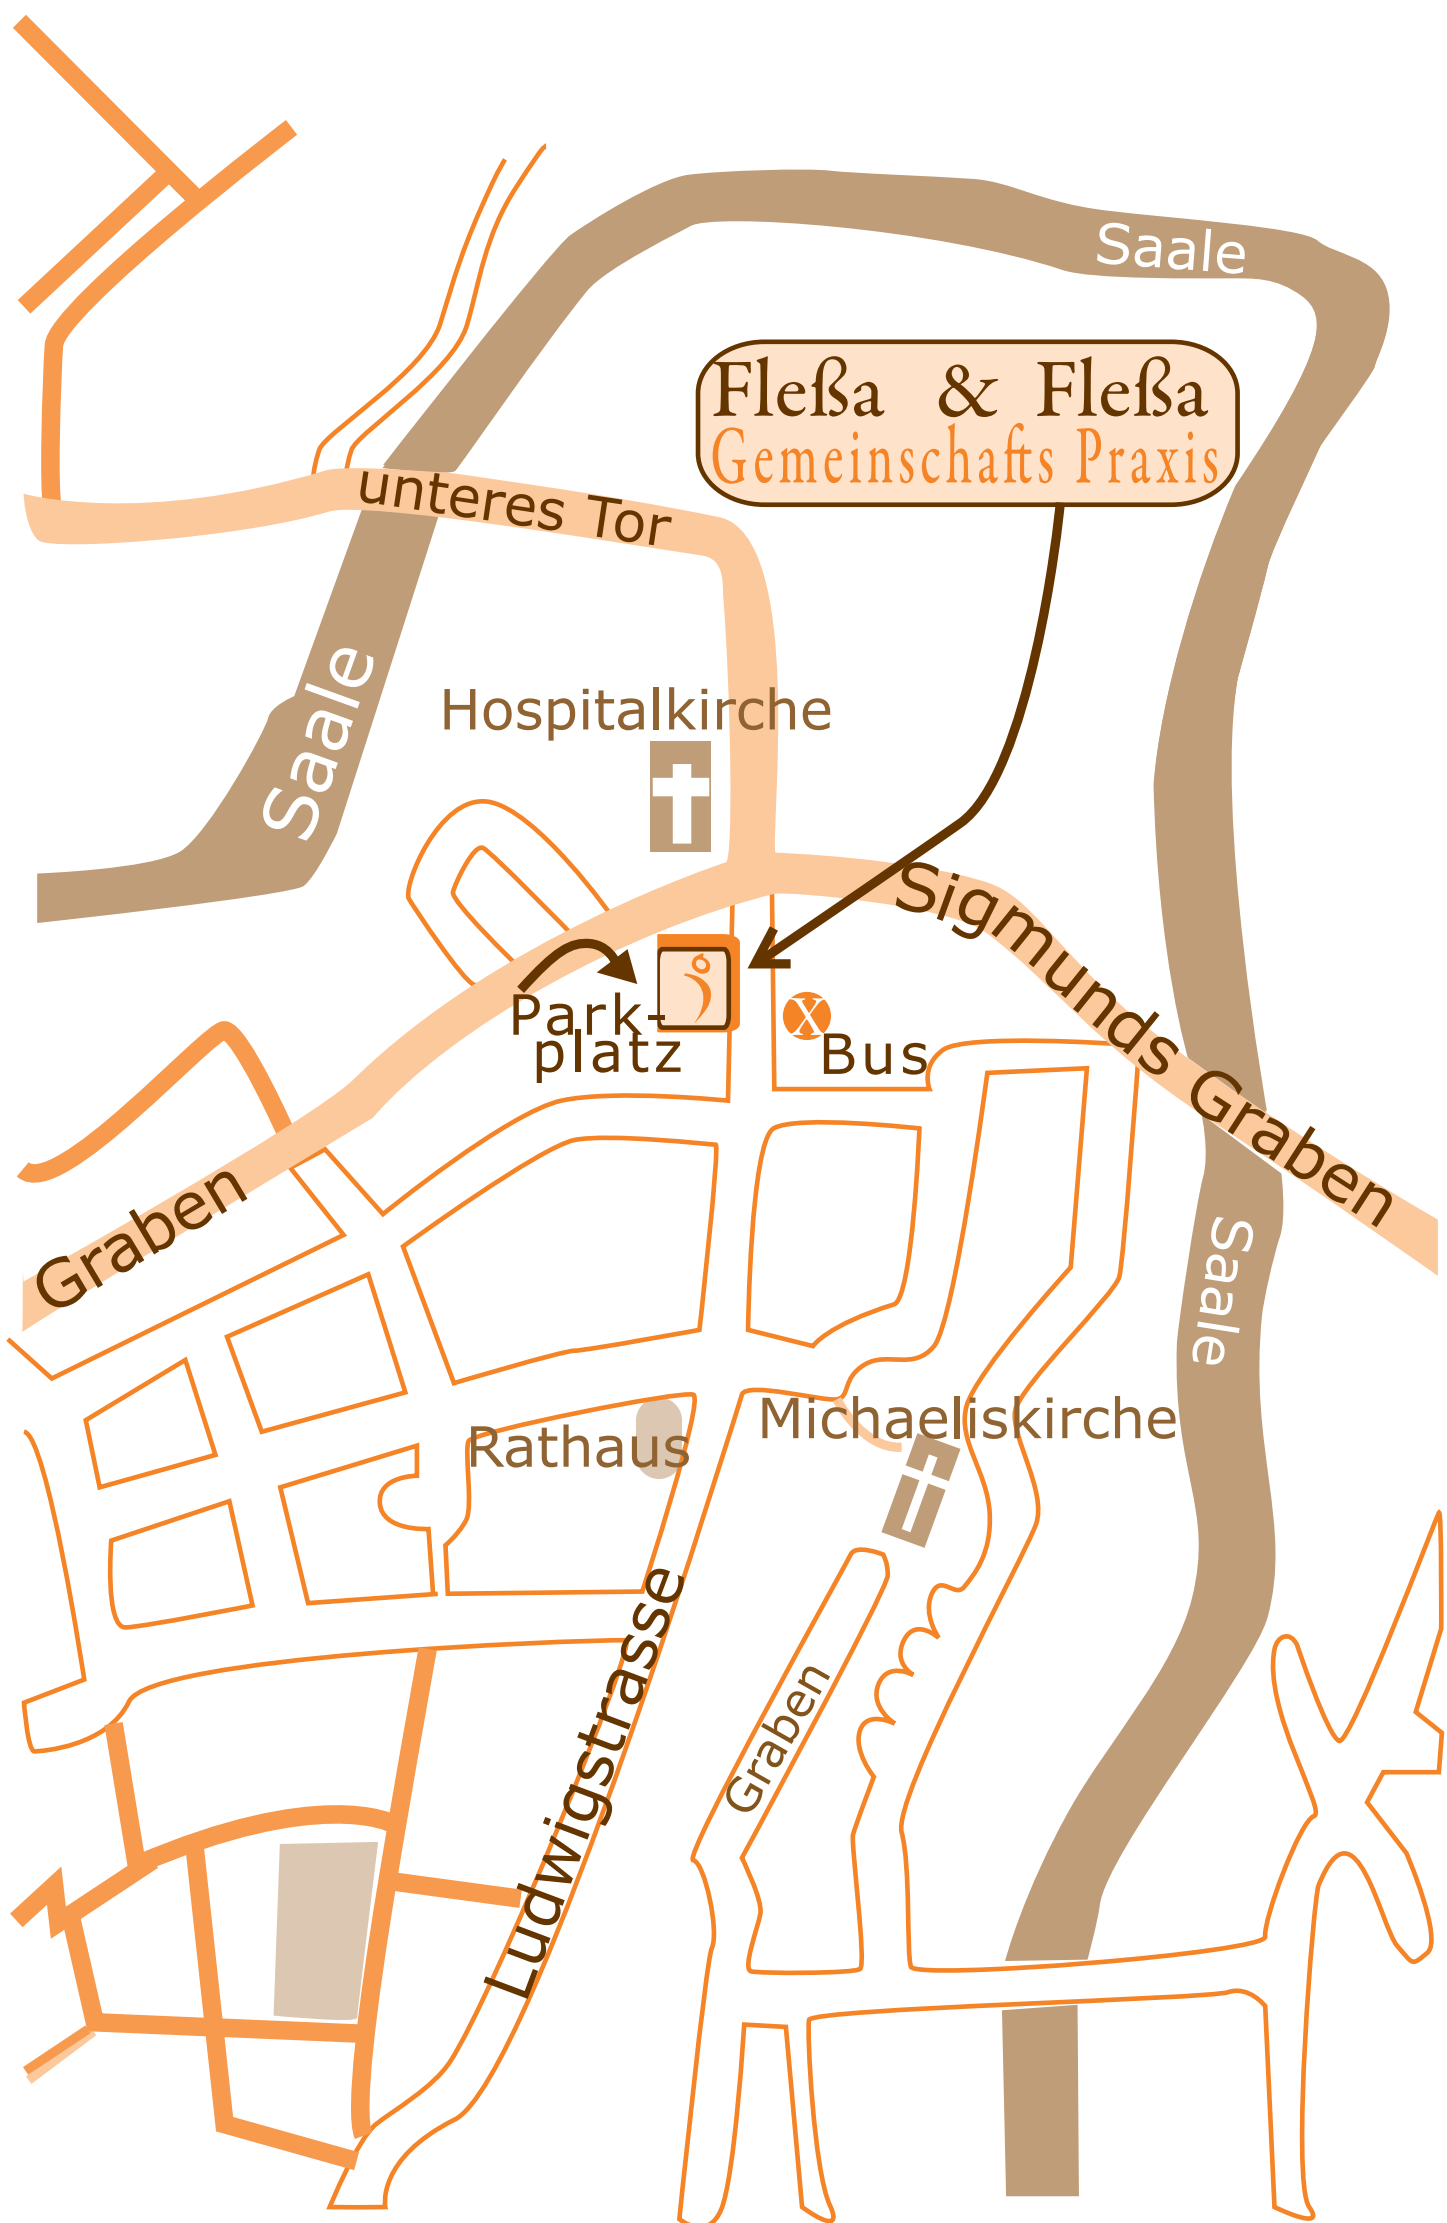 Saale
Fleßa & Fleßa
Gemeinschafts Praxis
unteres Tor
Saale
Hospitalkirche
Sigmunds Graben
Park-
platz
X
Bus
Graben
Saale
Michaeliskirche
Rathaus
Ludwigstrasse
Graben